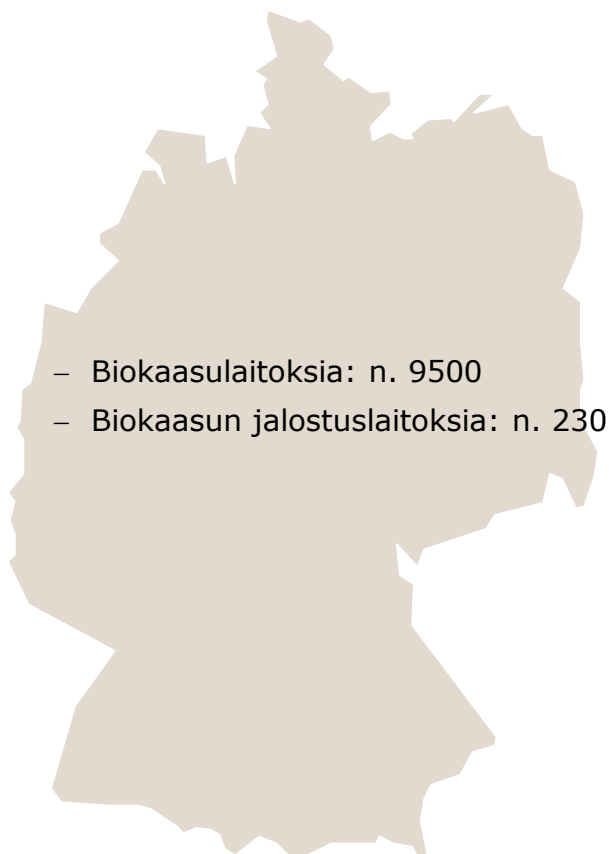 – Biokaasulaitoksia: n. 9500
– Biokaasun jalostuslaitoksia: n. 230